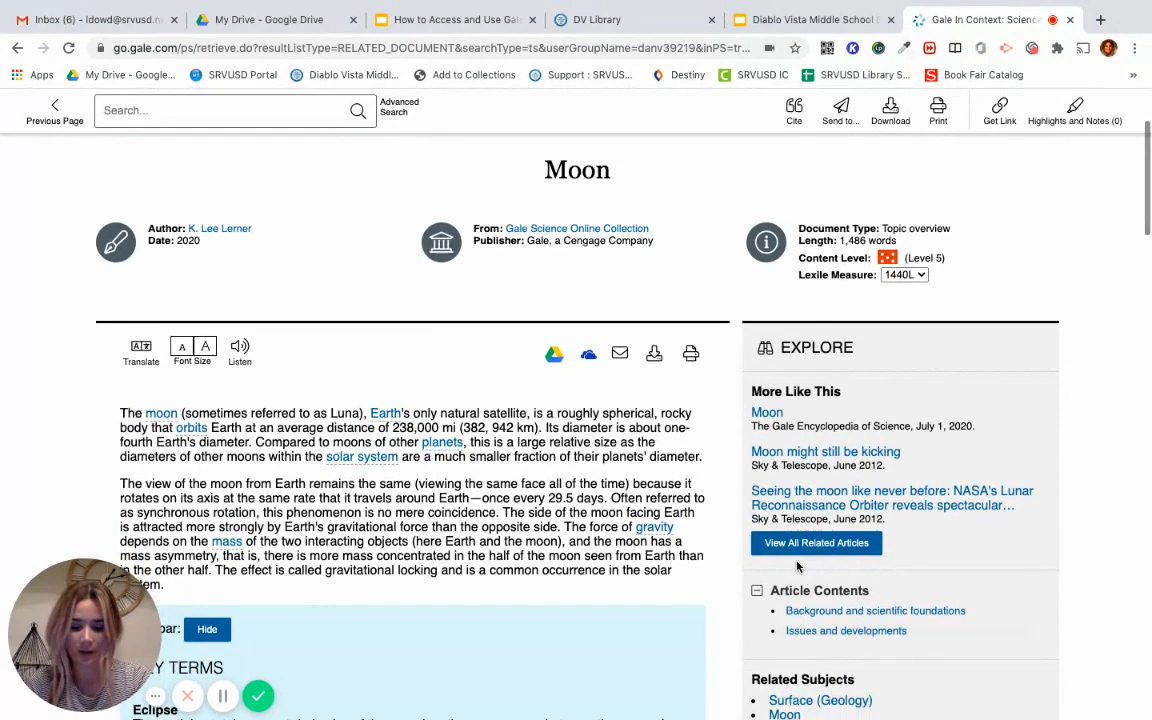 Inbox (6) - ldowd@srvusd.n
My Drive - Google Drive
How to Access and Use Gal
DV Library
Diablo Vista Middle School D
Gale In Context: Science
go.gale.com/ps/retrieve.do?resultListType=RELATED_DOCUMENT&searchType=ts&userGroupName=danv39219&inPS=tr...
Apps
My Drive - Google...
SRVUSD Portal
Diablo Vista Middl...
Add to Collections
Support : SRVUS...
Destiny
SRVUSD IC
SRVUSD Library S...
Book Fair Catalog
Previous Page
Search...
Advanced
Search
Cite
Send to...
Download
Print
Get Link
Highlights and Notes (0)
Moon
Author: K. Lee Lerner
Date: 2020
From: Gale Science Online Collection
Publisher: Gale, a Cengage Company
Document Type: Topic overview
Length: 1,486 words
Content Level: (Level 5)
Lexile Measure: 1440L
Translate
A A
Font Size
Listen
The moon (sometimes referred to as Luna), Earth's only natural satellite, is a roughly spherical, rocky
body that orbits Earth at an average distance of 238,000 mi (382, 942 km). Its diameter is about one-
fourth Earth's diameter. Compared to moons of other planets, this is a large relative size as the
diameters of other moons within the solar system are a much smaller fraction of their planets' diameter.
The view of the moon from Earth remains the same (viewing the same face all of the time) because it
rotates on its axis at the same rate that it travels around Earth—once every 29.5 days. Often referred to
as synchronous rotation, this phenomenon is no mere coincidence. The side of the moon facing Earth
is attracted more strongly by Earth's gravitational force than the opposite side. The force of gravity
depends on the mass of the two interacting objects (here Earth and the moon), and the moon has a
mass asymmetry, that is, there is more mass concentrated in the half of the moon seen from Earth than
in the other half. The effect is called gravitational locking and is a common occurrence in the solar
tem.
bar: Hide
Y TERMS
Eclipse
EXPLORE
More Like This
Moon
The Gale Encyclopedia of Science, July 1, 2020.
Moon might still be kicking
Sky & Telescope, June 2012.
Seeing the moon like never before: NASA's Lunar
Reconnaissance Orbiter reveals spectacular...
Sky & Telescope, June 2012.
View All Related Articles
Article Contents
Background and scientific foundations
Issues and developments
Related Subjects
Surface (Geology)
Moon